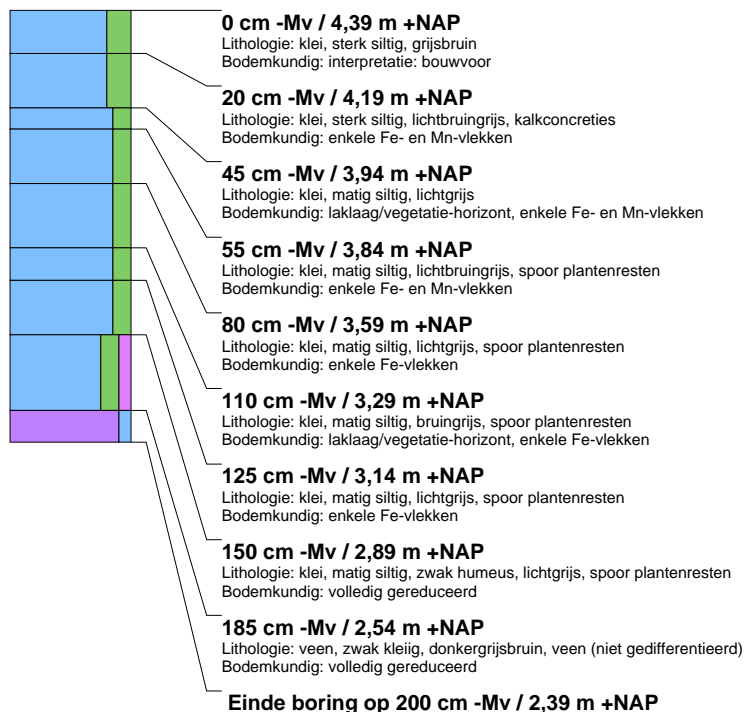 0 cm -Mv / 4,39 m +NAP
Lithologie: klei, sterk siltig, grijsbruin
Bodemkundig: interpretatie: bouwvoor
20 cm -Mv / 4,19 m +NAP
Lithologie: klei, sterk siltig, lichtbruingrijs, kalkconcreties
Bodemkundig: enkele Fe- en Mn-vlekken
45 cm -Mv / 3,94 m +NAP
Lithologie: klei, matig siltig, lichtgrijs
Bodemkundig: laklaag/vegetatie-horizont, enkele Fe- en Mn-vlekken
55 cm -Mv / 3,84 m +NAP
Lithologie: klei, matig siltig, lichtbruingrijs, spoor plantenresten
Bodemkundig: enkele Fe- en Mn-vlekken
80 cm -Mv / 3,59 m +NAP
Lithologie: klei, matig siltig, lichtgrijs, spoor plantenresten
Bodemkundig: enkele Fe-vlekken
110 cm -Mv / 3,29 m +NAP
Lithologie: klei, matig siltig, bruingrijs, spoor plantenresten
Bodemkundig: laklaag/vegetatie-horizont, enkele Fe-vlekken
125 cm -Mv / 3,14 m +NAP
Lithologie: klei, matig siltig, lichtgrijs, spoor plantenresten
Bodemkundig: enkele Fe-vlekken
150 cm -Mv / 2,89 m +NAP
Lithologie: klei, matig siltig, zwak humeus, lichtgrijs, spoor plantenresten
Bodemkundig: volledig gereduceerd
185 cm -Mv / 2,54 m +NAP
Lithologie: veen, zwak kleiig, donkergrijsbruin, veen (niet gedifferentieerd)
Bodemkundig: volledig gereduceerd
Einde boring op 200 cm -Mv / 2,39 m +NAP